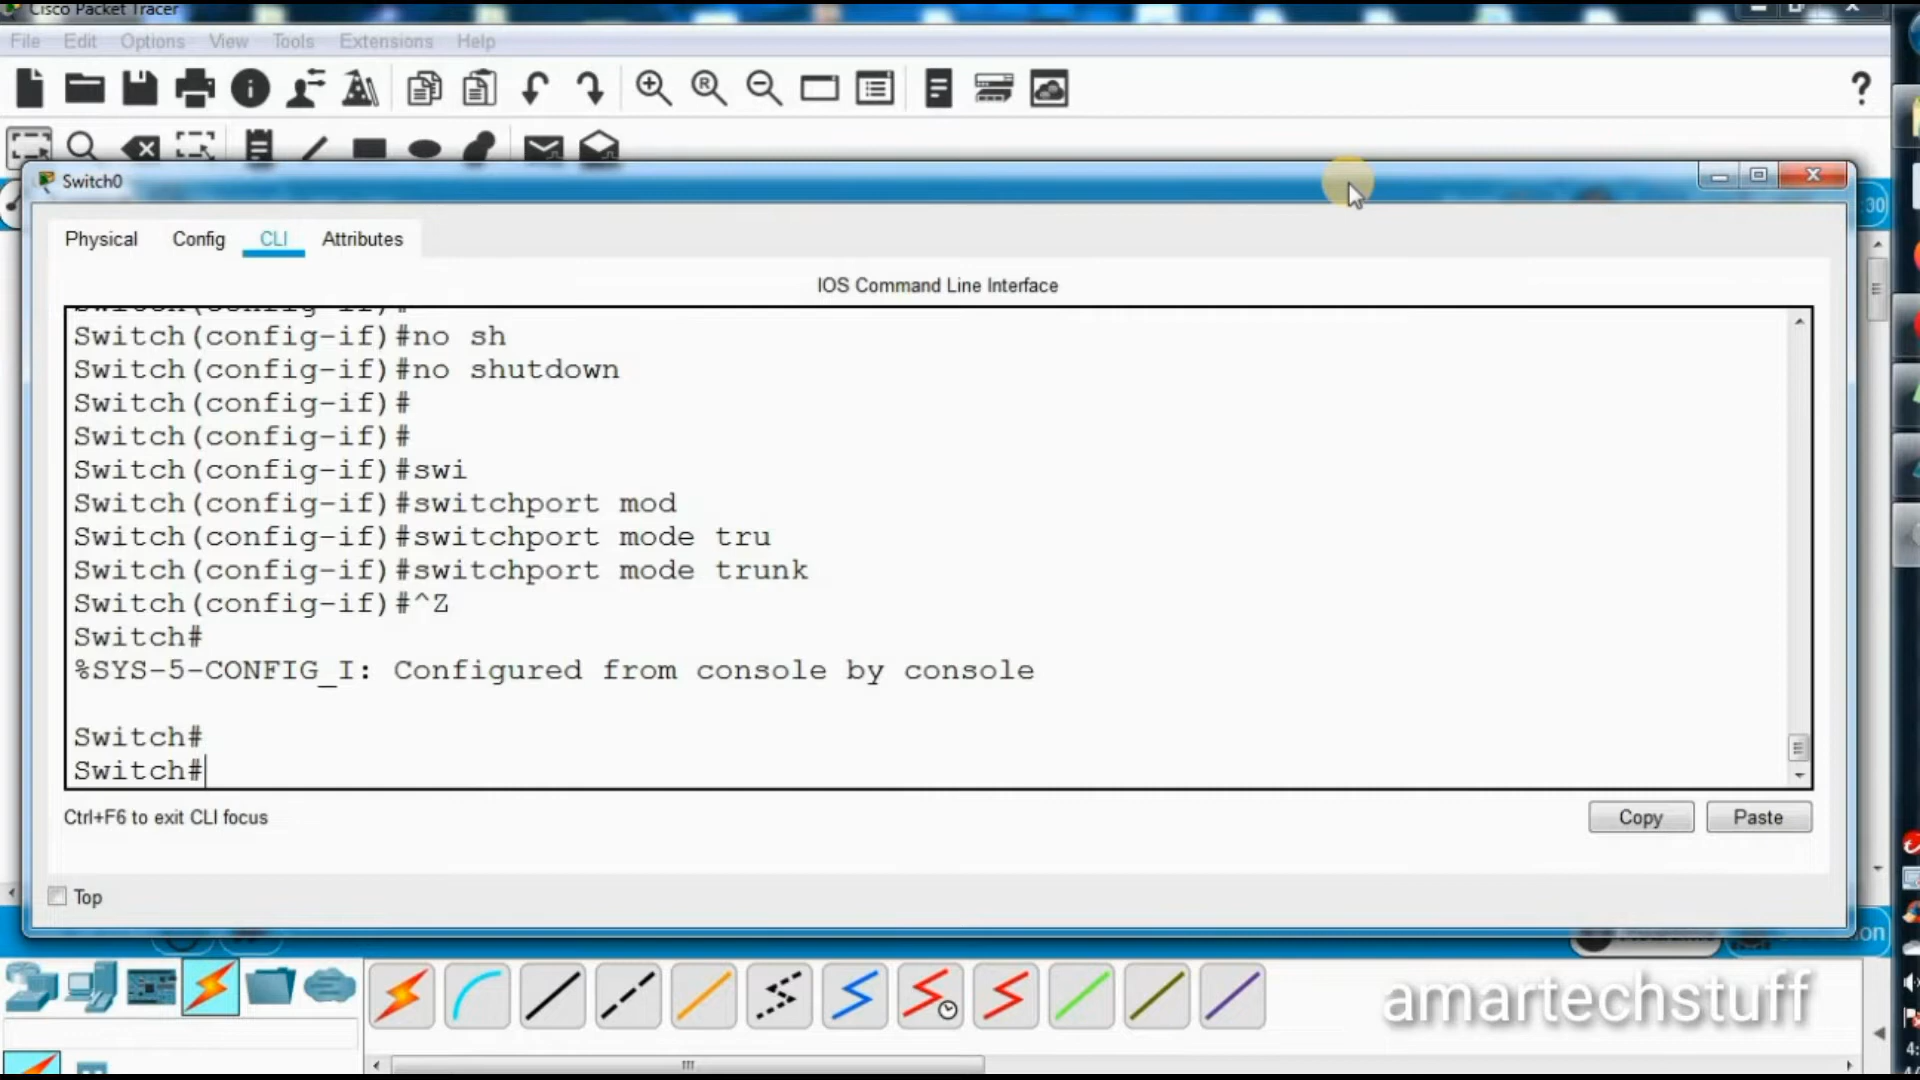 Cisco Packet Tracer
File Edit Options View Tools Extensions Help
Switch0
:30
Physical Config CLI Attributes
IOS Command Line Interface
Switch(config-if)#
Switch(config-if)#no sh
Switch(config-if)#no shutdown
Switch(config-if)#
Switch(config-if)#
Switch(config-if)#swi
Switch(config-if)#switchport mod
Switch(config-if)#switchport mode tru
Switch(config-if)#switchport mode trunk
Switch(config-if)#^Z
Switch#
%SYS-5-CONFIG_I: Configured from console by console
Switch#
Switch#
Ctrl+F6 to exit CLI focus
Copy Paste
Top
amartechstuff